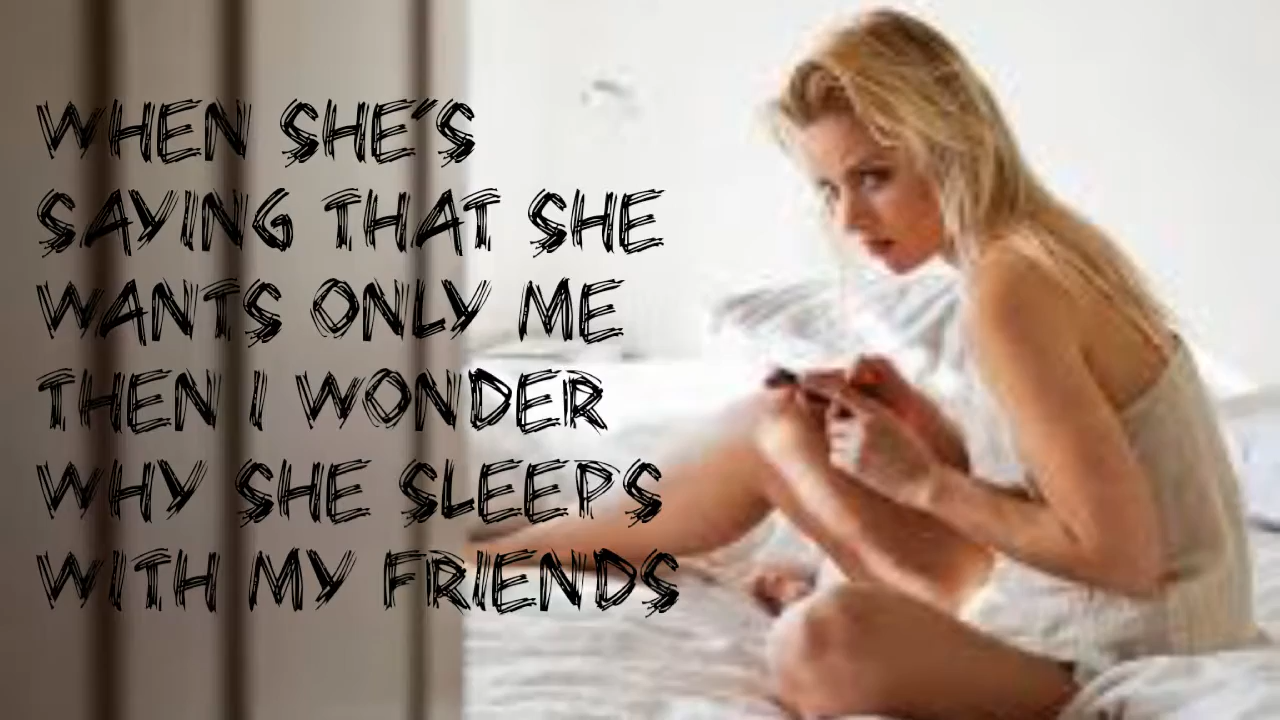 WHEN SHE'S
SAYING THAT SHE
WANTS ONLY ME
THEN I WONDER
WHY SHE SLEEPS
WITH MY FRIENDS